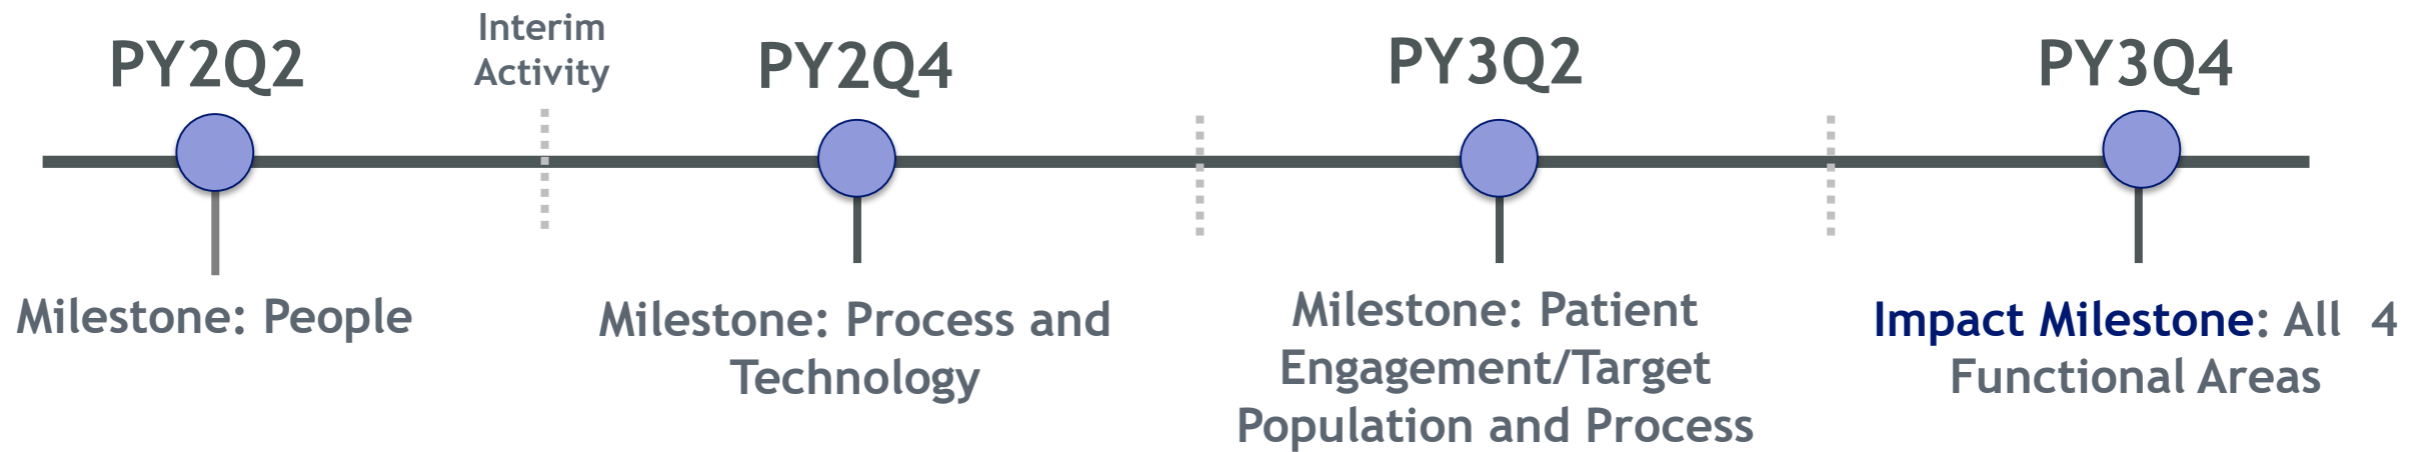 PY2Q2
Interim
Activity
PY2Q4
PY3Q2
PY3Q4
Milestone: People
Milestone: Process and
Technology
Milestone: Patient
Engagement/Target
Population and Process
Impact Milestone: All 4
Functional Areas